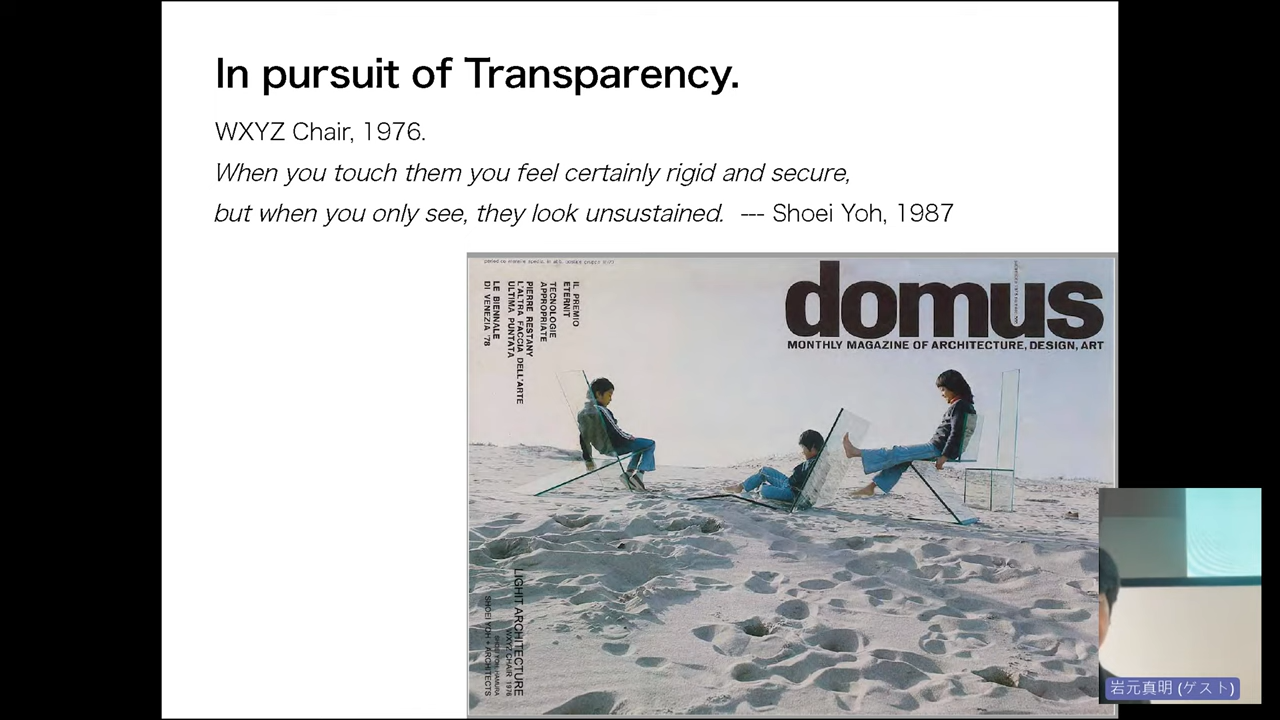 In pursuit of Transparency.
WXYZ Chair, 1976.
When you touch them you feel certainly rigid and secure,
but when you only see, they look unsustained. --- Shoei Yoh, 1987
domus
MONTHLY MAGAZINE OF ARCHITECTURE, DESIGN, ART
IL PREMIO
ETERNIT
TECNOLOGIE
APPROPRIATE
PIERRE RESTANY
L'ALTRA FACCIA DELL'ARTE
ULTIMA PUNTATA
LE BIENNALE
DI VENEZIA '78
LIGHT ARCHITECTURE
WXYZ CHAIR 1976
SHOEI YOH + ARCHITECTS
岩元真明 (ゲスト)